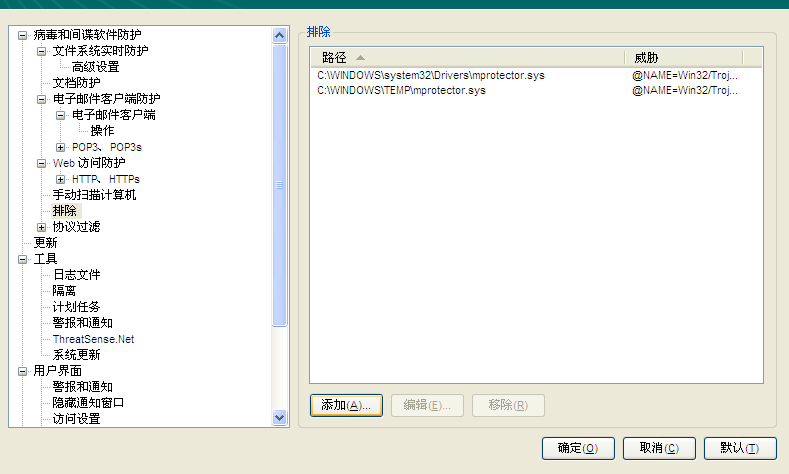 病毒和间谍软件防护
文件系统实时防护
高级设置
文档防护
电子邮件客户端防护
电子邮件客户端
操作
POP3、POP3s
Web 访问防护
HTTP、HTTPs
手动扫描计算机
排除
协议过滤
更新
工具
日志文件
隔离
计划任务
警报和通知
ThreatSense.Net
系统更新
用户界面
警报和通知
隐藏通知窗口
访问设置
排除
路径 威胁
C:\WINDOWS\system32\Drivers\mprotector.sys @NAME=Win32/Troj...
C:\WINDOWS\TEMP\mprotector.sys @NAME=Win32/Troj...
添加(A)... 编辑(E)... 移除(R)
确定(O) 取消(C) 默认(T)